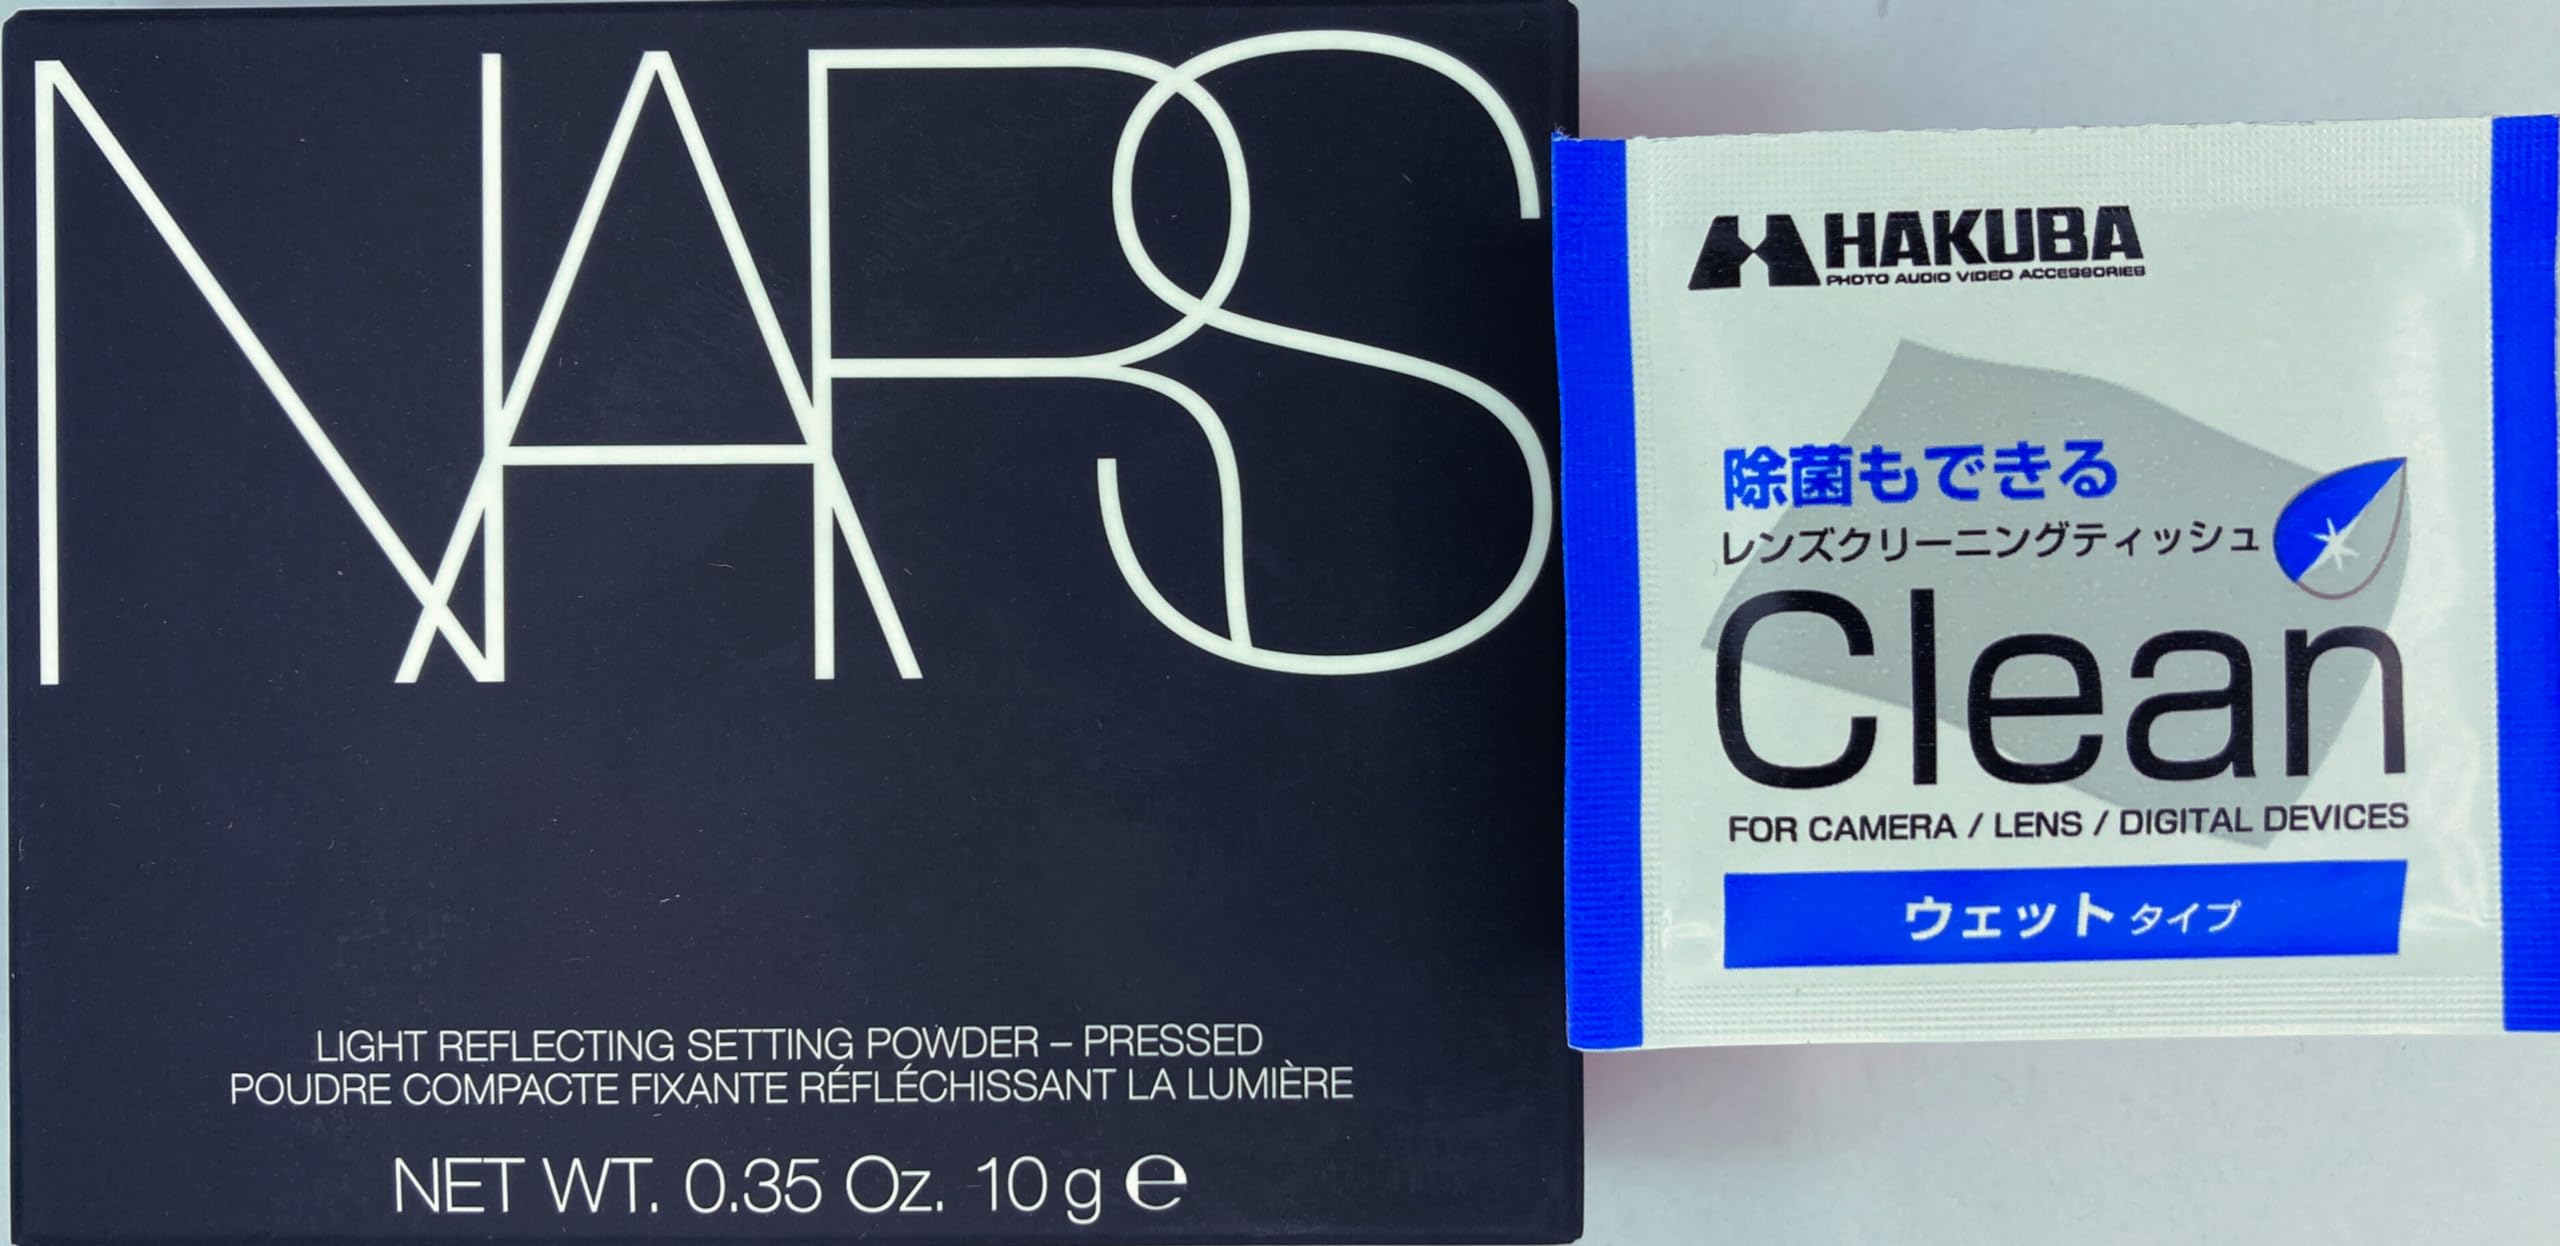 NARS
LIGHT REFLECTING SETTING POWDER – PRESSED
POUDRE COMPACTE FIXANTE RÉFLÉCHISSANT LA LUMIÈRE
NET WT. 0.35 Oz. 10 g ℮
HAKUBA
PHOTO AUDIO VIDEO ACCESSORIES
除菌もできる
レンズクリーニングティッシュ
Clean
FOR CAMERA / LENS / DIGITAL DEVICES
ウェットタイプ